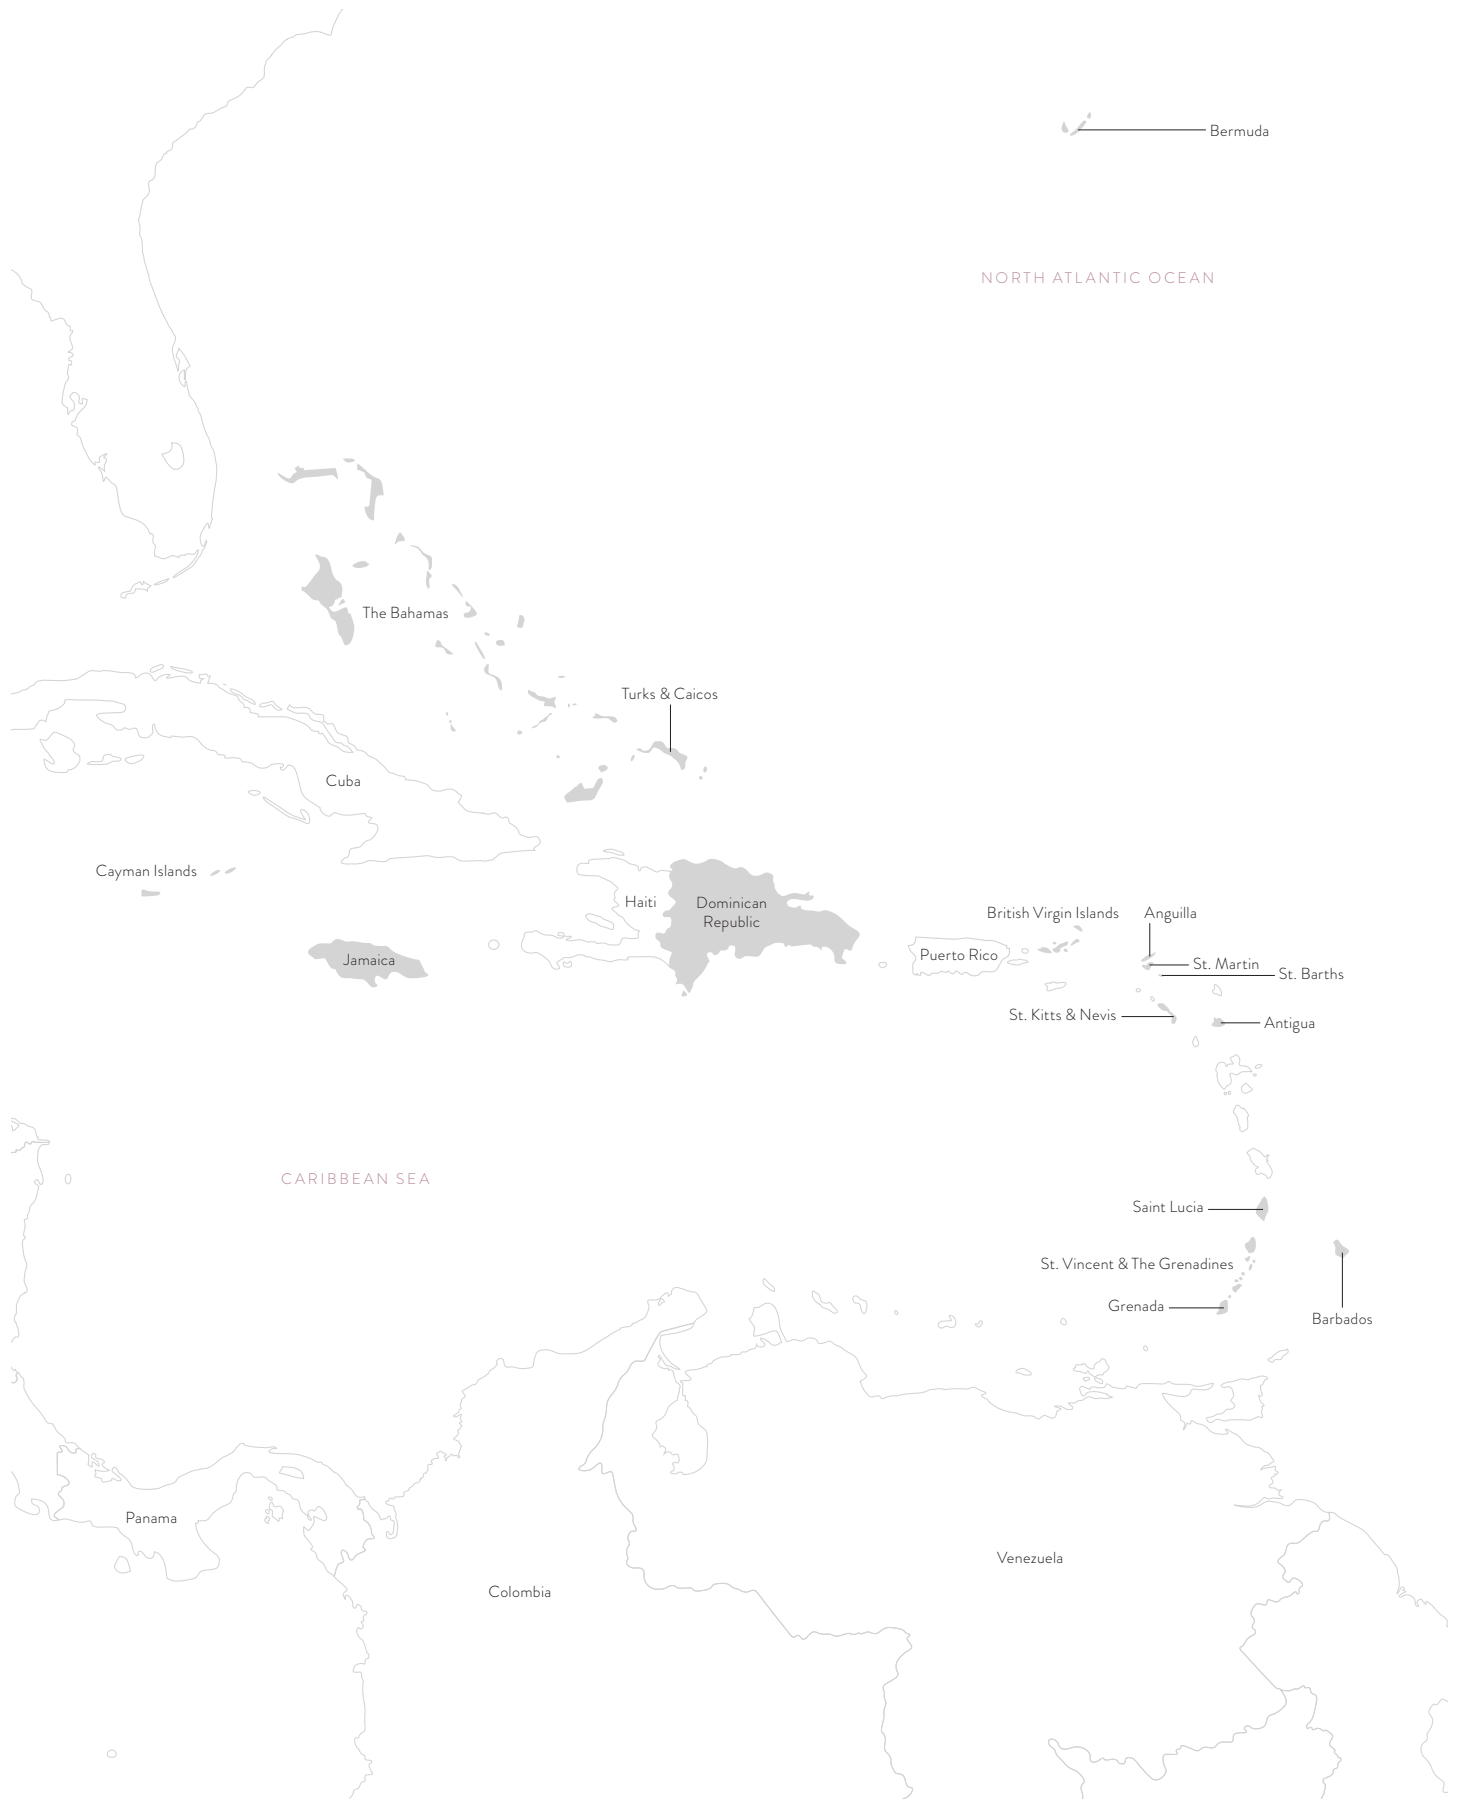 Bermuda
NORTH ATLANTIC OCEAN
The Bahamas
Turks & Caicos
Cuba
Cayman Islands
Haiti
Dominican
Republic
British Virgin Islands
Anguilla
Jamaica
Puerto Rico
St. Martin
St. Barths
St. Kitts & Nevis
Antigua
CARIBBEAN SEA
Saint Lucia
St. Vincent & The Grenadines
Grenada
Barbados
Panama
Venezuela
Colombia